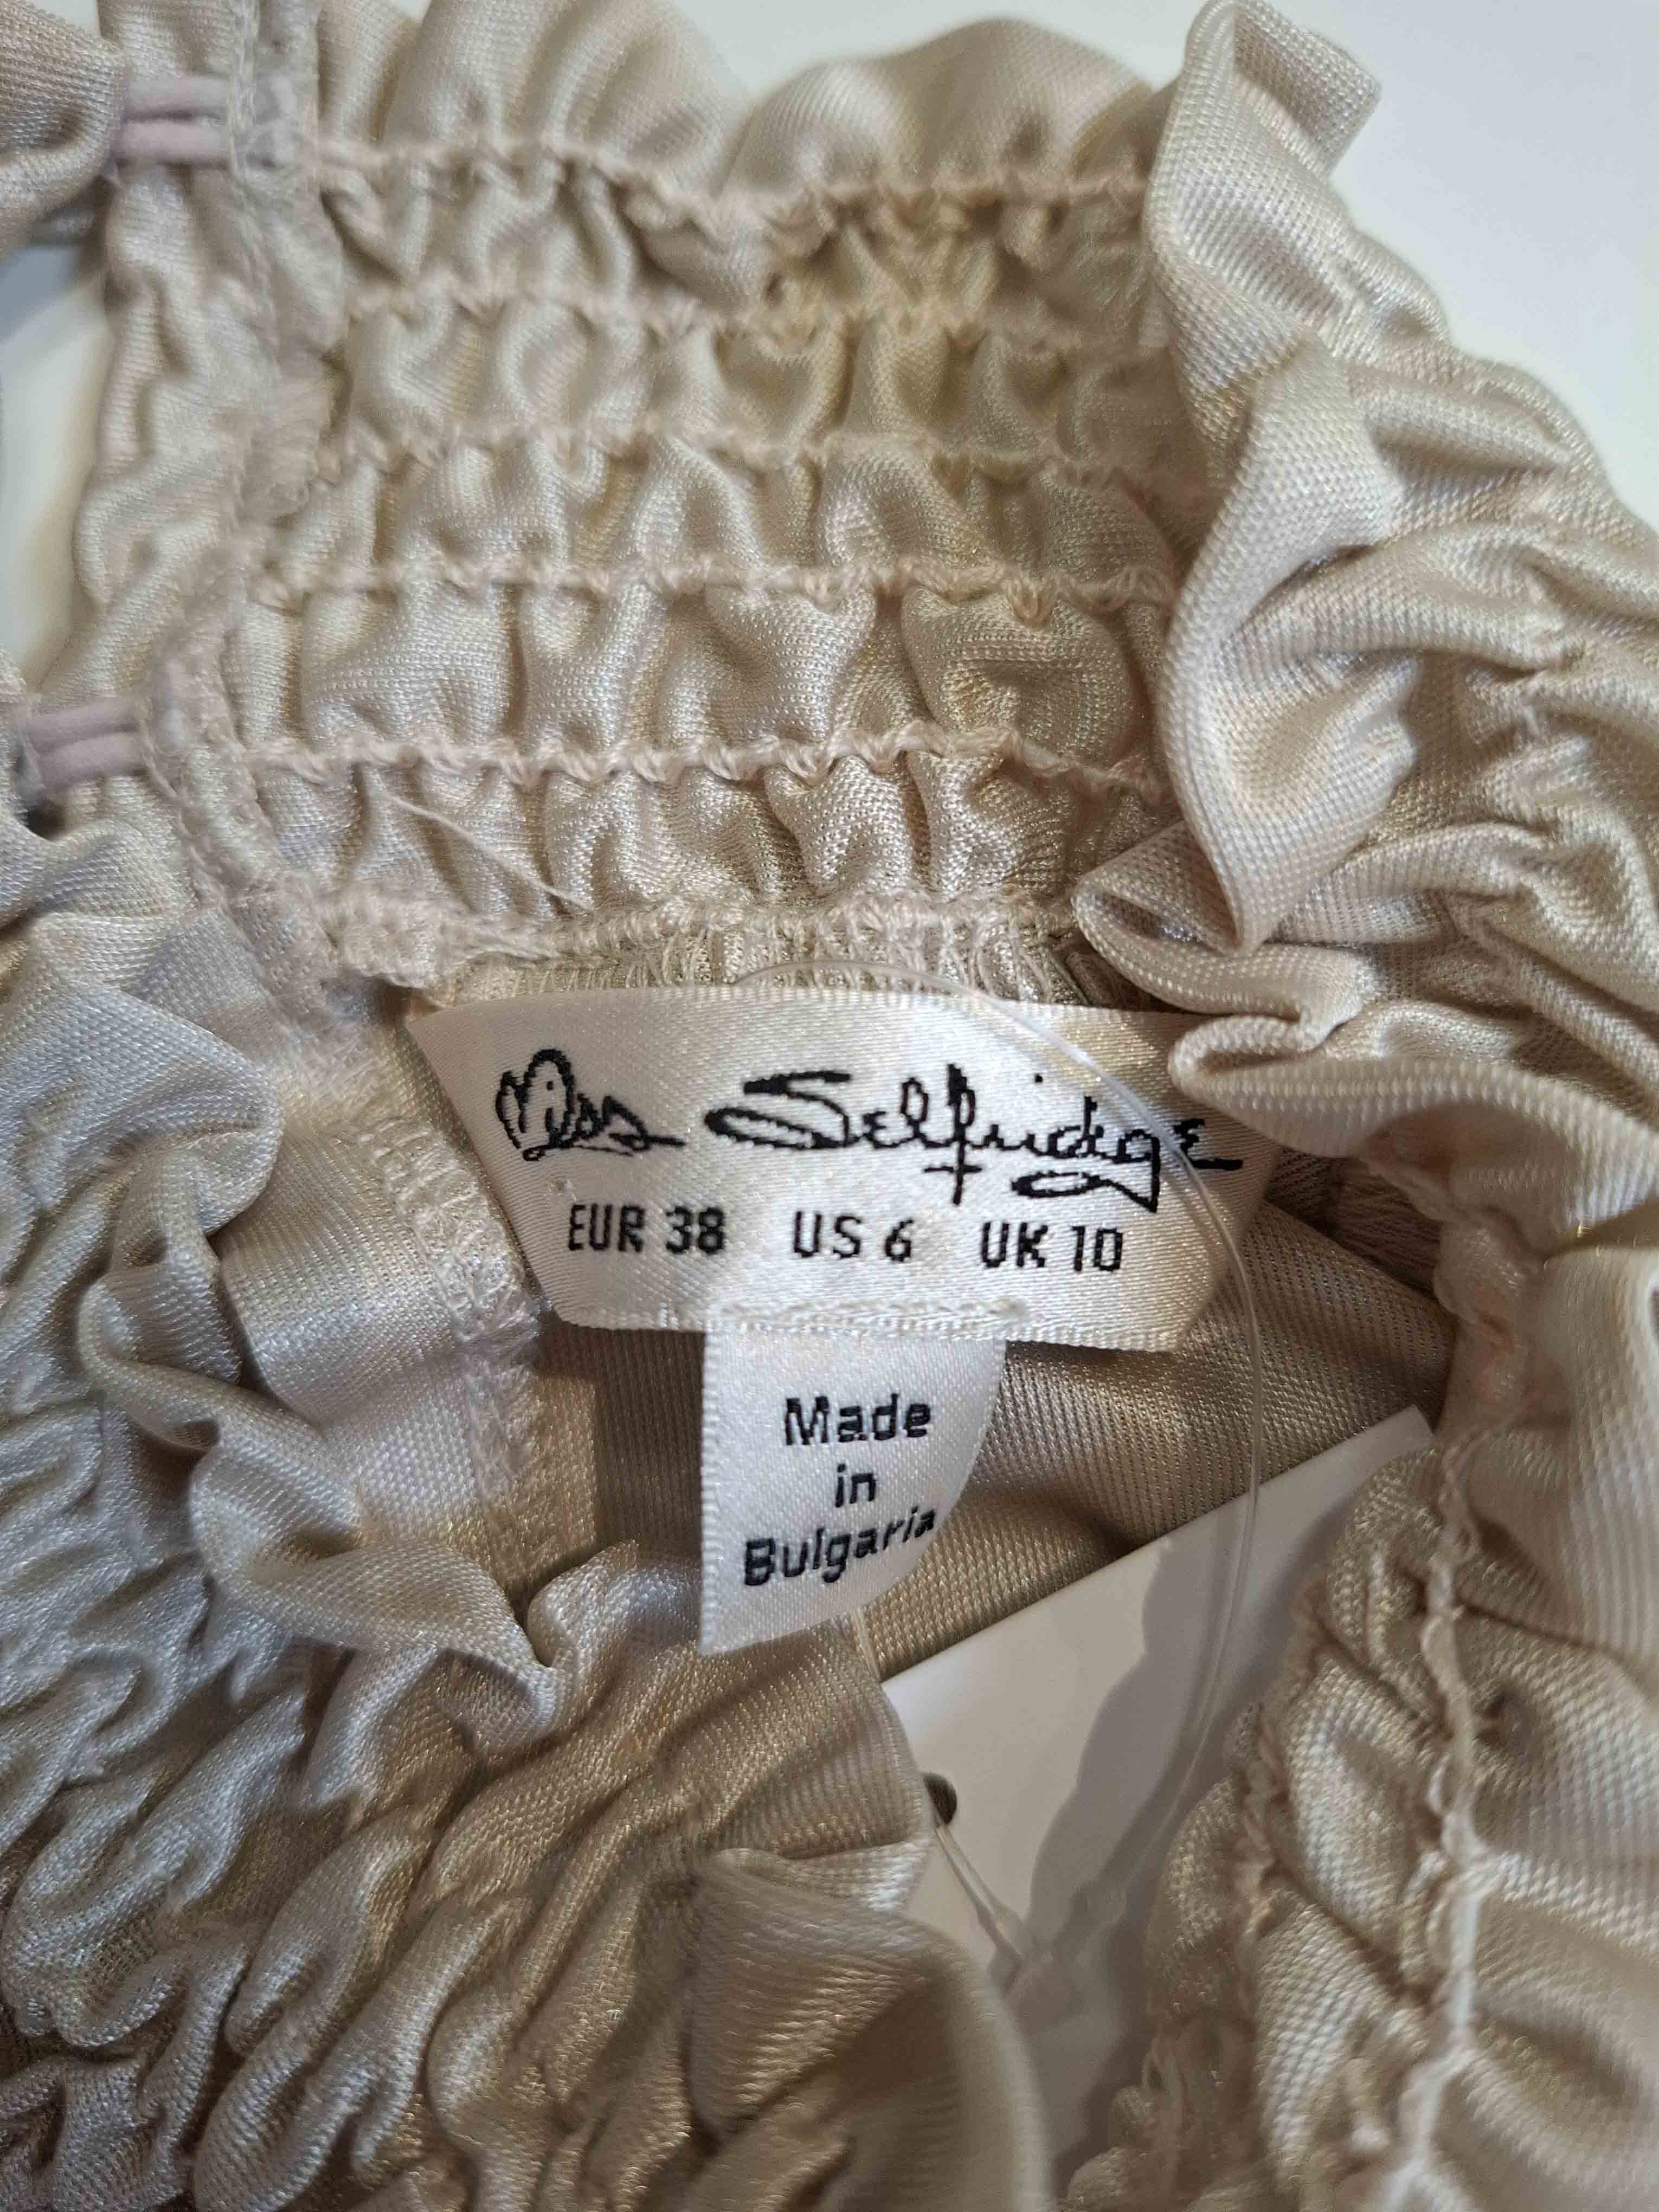 Miss Selfridge
EUR 38 US 6 UK 10
Made
in
Bulgaria